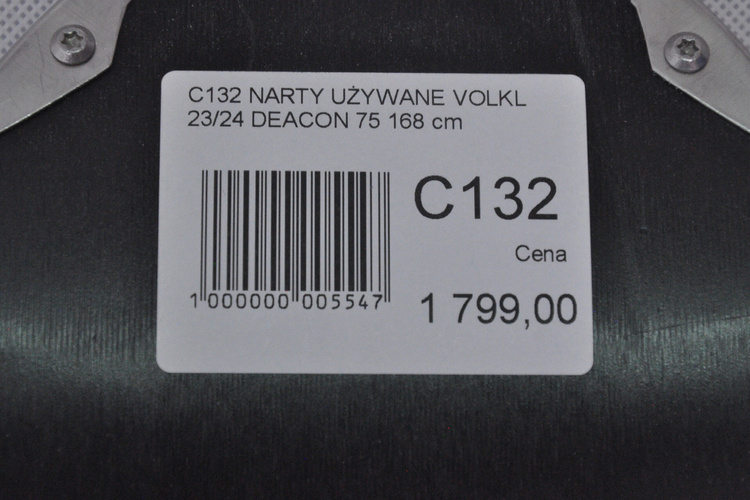 C132 NARTY UŻYWANE VOLKL
23/24 DEACON 75 168 cm
C132
Cena
1 000000 005547
1 799,00